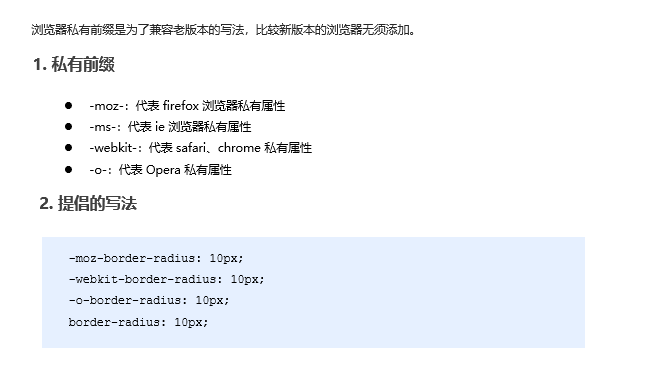 浏览器私有前缀是为了兼容老版本的写法，比较新版本的浏览器无须添加。
1. 私有前缀
● -moz-：代表 firefox 浏览器私有属性
● -ms-：代表 ie 浏览器私有属性
● -webkit-：代表 safari、chrome 私有属性
● -o-：代表 Opera 私有属性
2. 提倡的写法
-moz-border-radius: 10px;
-webkit-border-radius: 10px;
-o-border-radius: 10px;
border-radius: 10px;